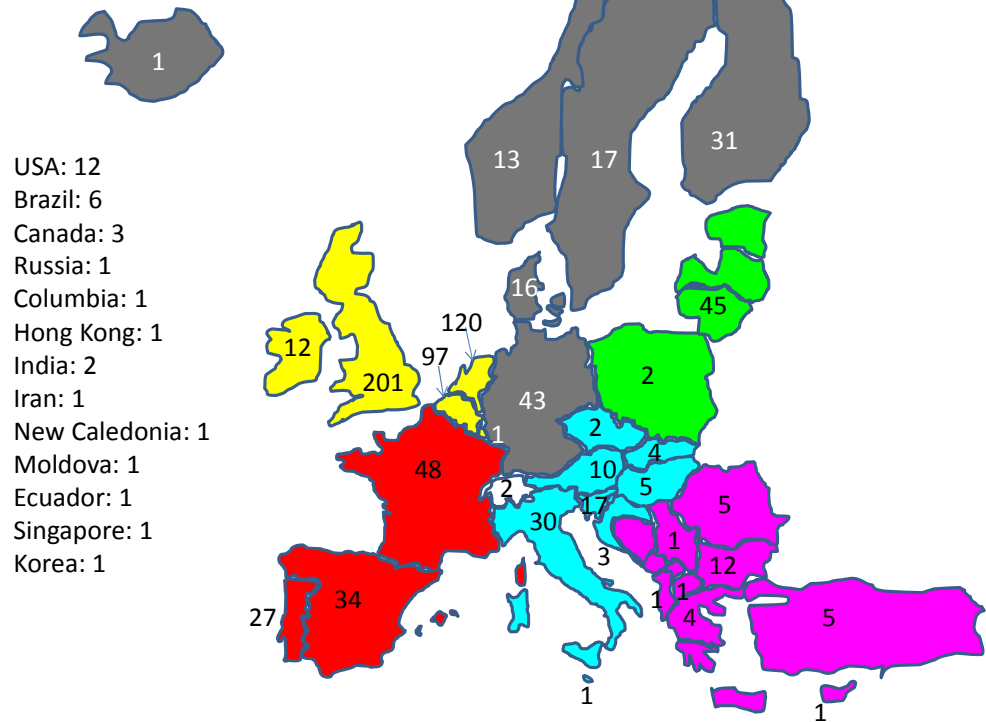 1
13
17
31
USA: 12
Brazil: 6
Canada: 3
Russia: 1
Columbia: 1
Hong Kong: 1
India: 2
Iran: 1
New Caledonia: 1
Moldova: 1
Ecuador: 1
Singapore: 1
Korea: 1
16
45
120
12
97
201
2
43
2
1
4
48
10
2
5
17
30
5
1
3
12
1
1
34
27
4
5
1
1